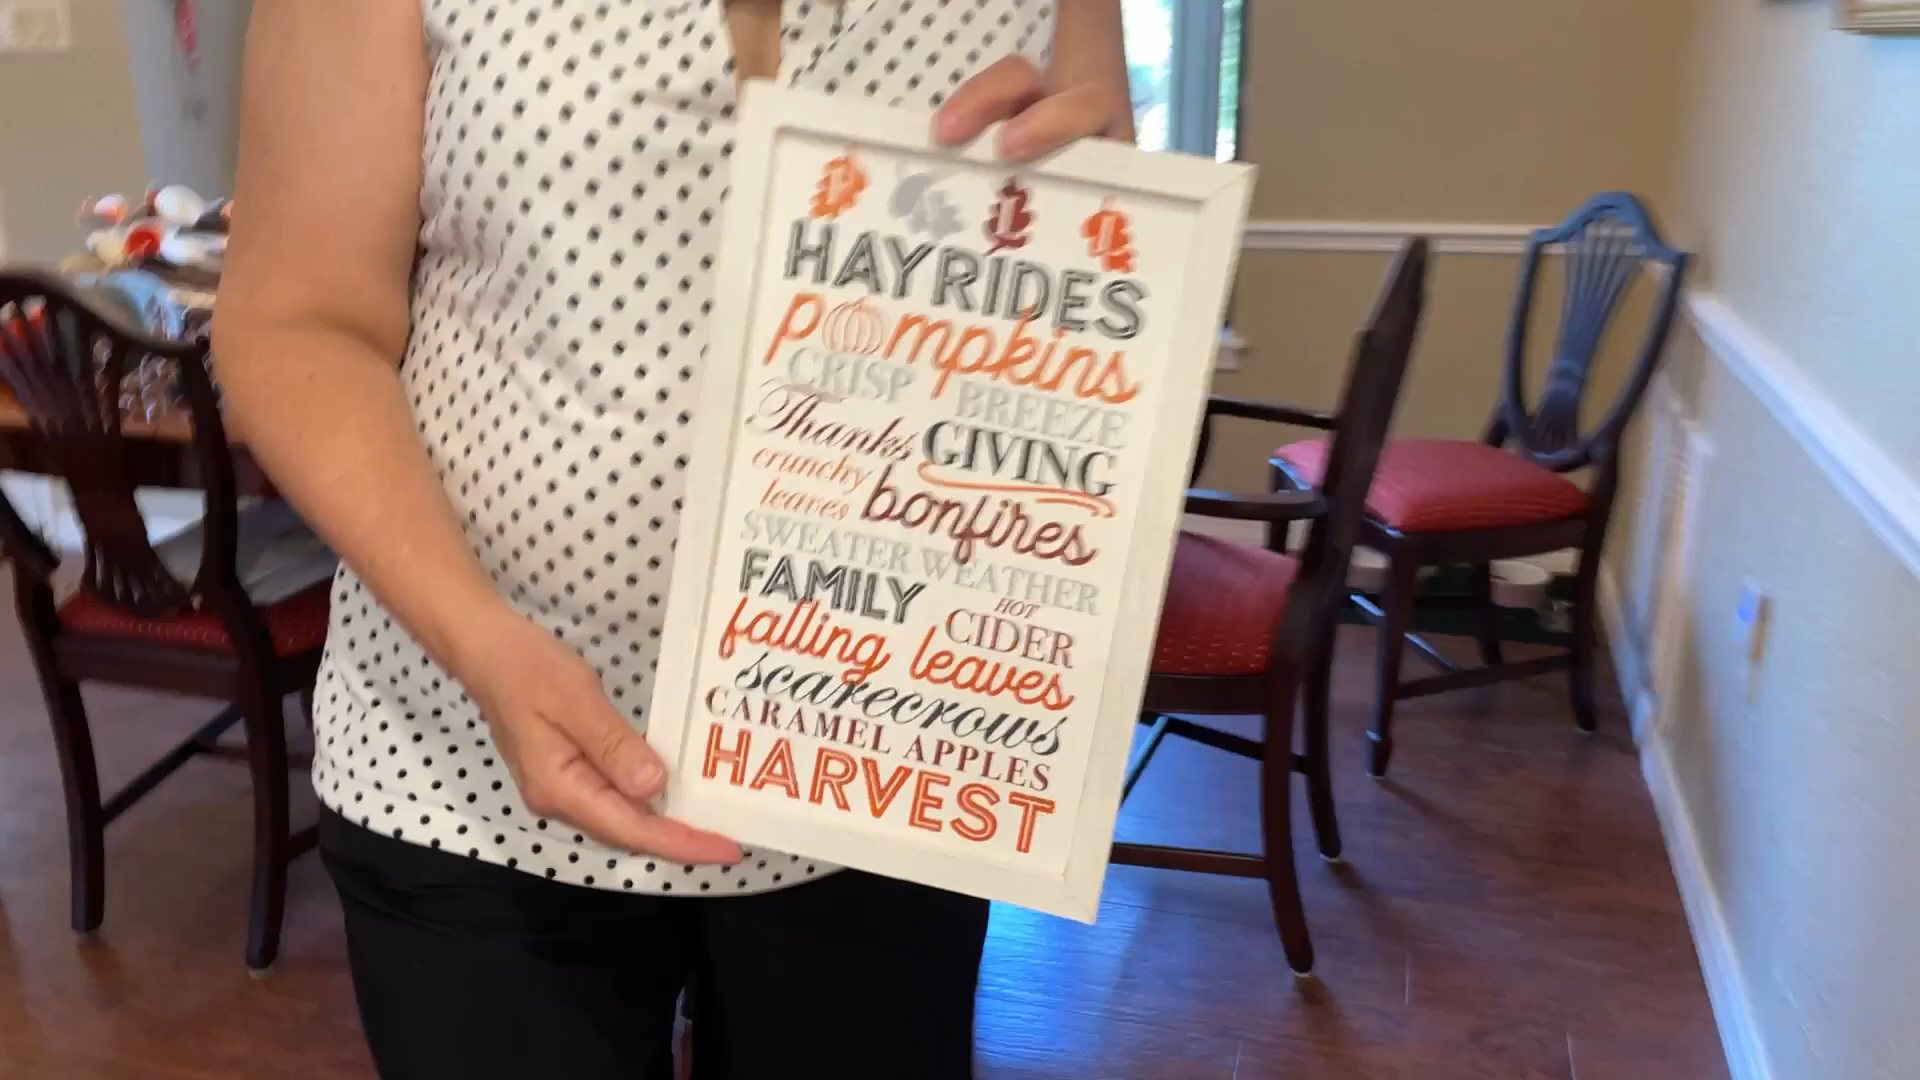 FALL
HAYRIDES
pumpkins
CRISP BREEZE
Thanks GIVING
crunchy
leaves bonfires
SWEATER WEATHER
FAMILY HOT
CIDER
falling leaves
scarecrows
CARAMEL APPLES
HARVEST